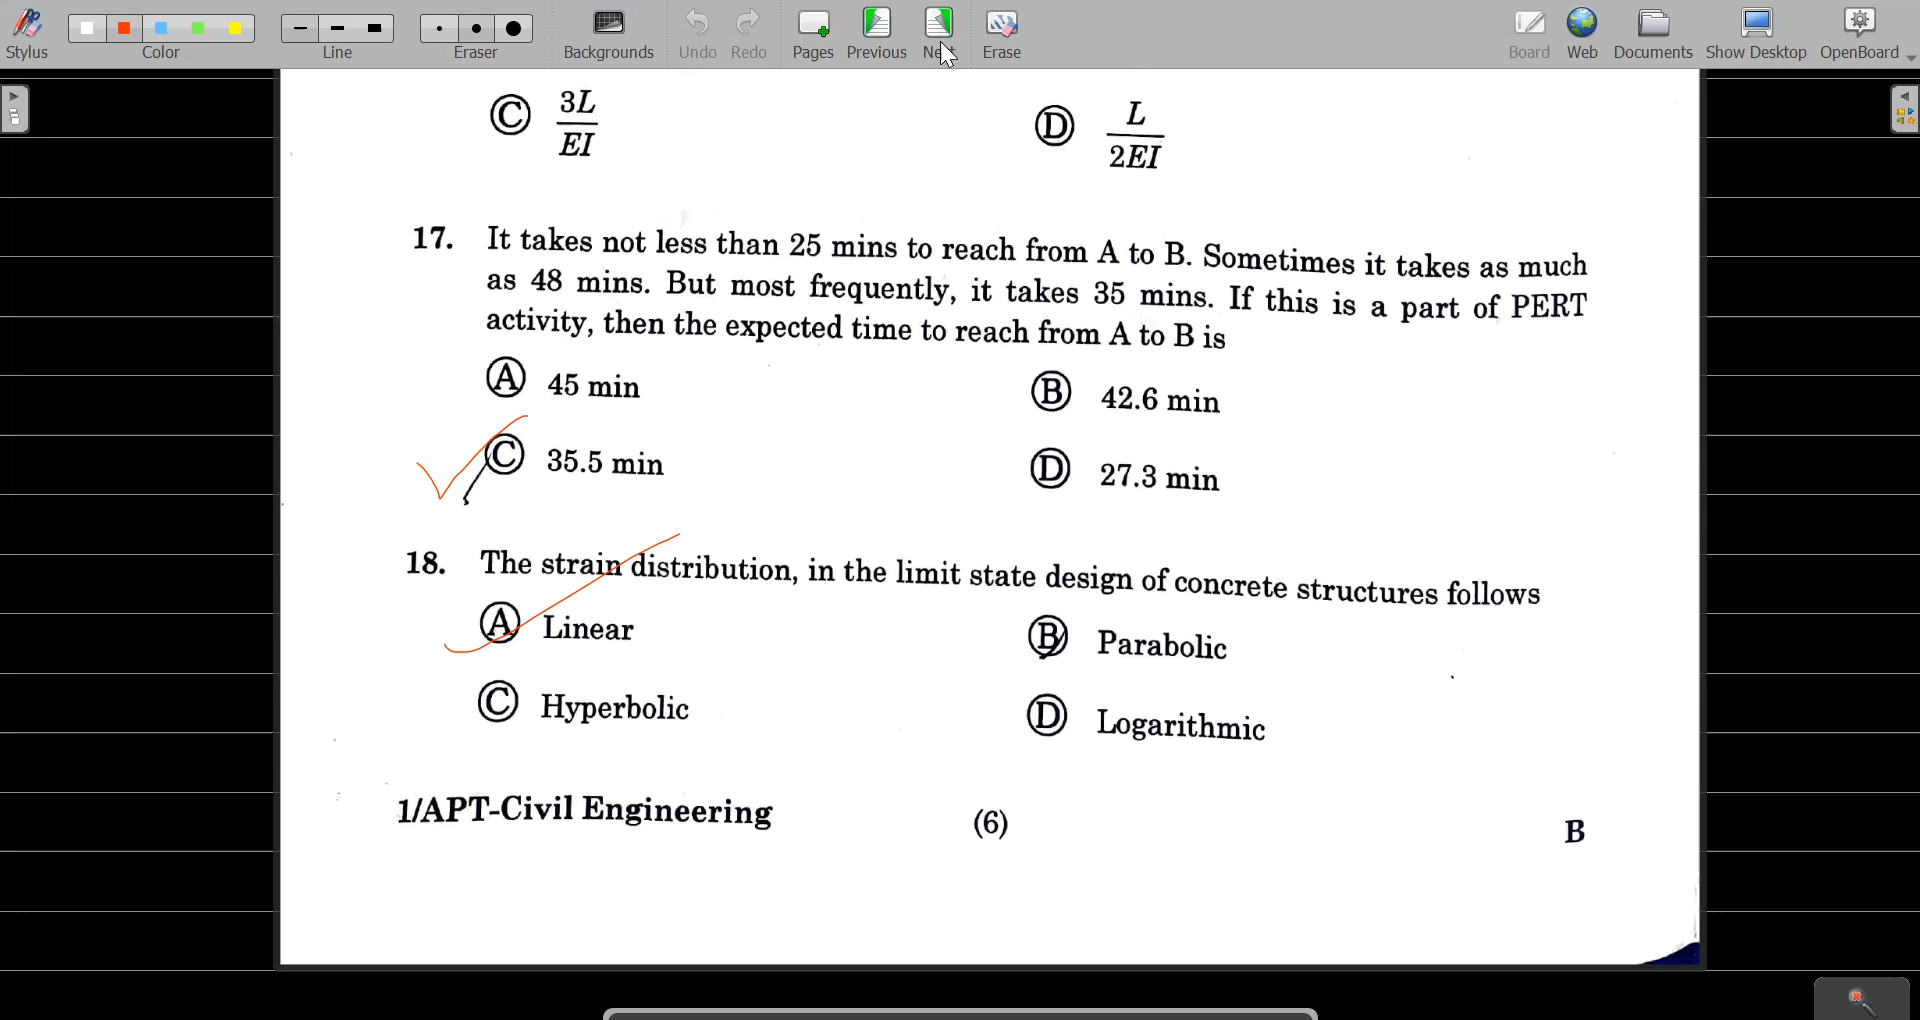 Stylus
Color
Line
Eraser
Backgrounds
Undo
Redo
Pages
Previous
Erase
Board
Web
Documents
Show Desktop
OpenBoard
Ⓒ 3L/EI
Ⓓ L/2EI
17. It takes not less than 25 mins to reach from A to B. Sometimes it takes as much
as 48 mins. But most frequently, it takes 35 mins. If this is a part of PERT
activity, then the expected time to reach from A to B is
Ⓐ 45 min
Ⓑ 42.6 min
Ⓒ 35.5 min
Ⓓ 27.3 min
18. The strain distribution, in the limit state design of concrete structures follows
Ⓐ Linear
Ⓑ Parabolic
Ⓒ Hyperbolic
Ⓓ Logarithmic
1/APT-Civil Engineering
(6)
B